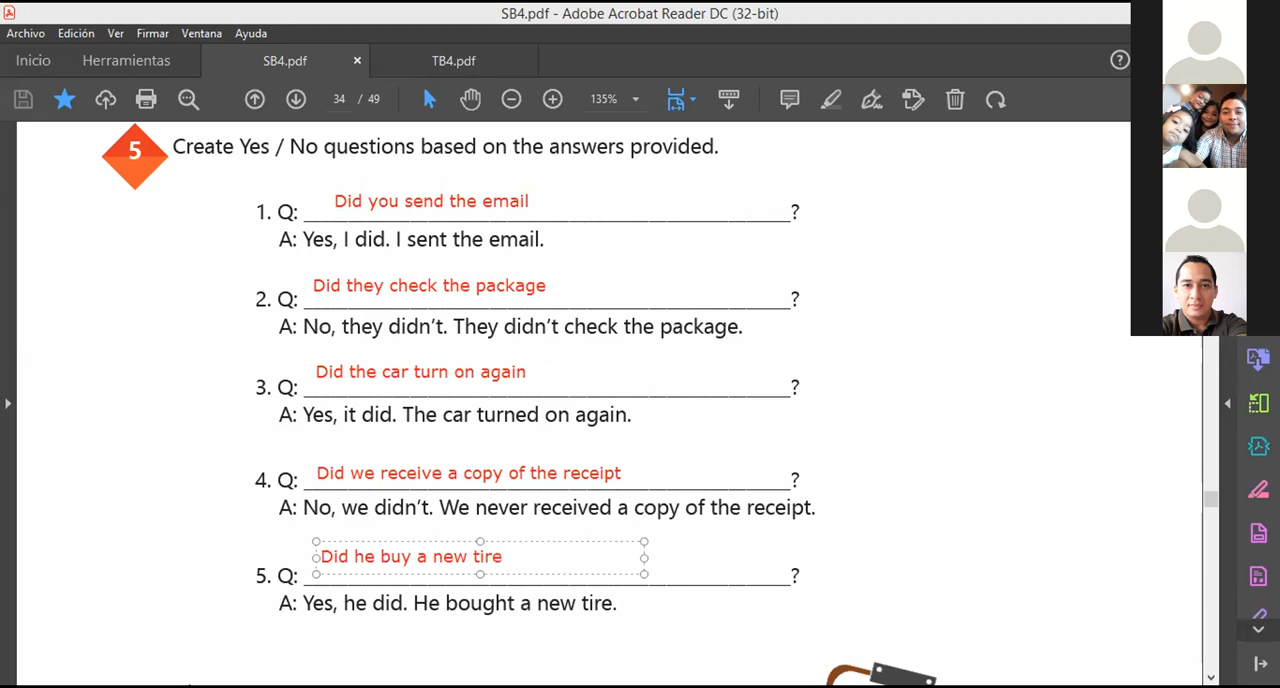 SB4.pdf - Adobe Acrobat Reader DC (32-bit)
Archivo Edición Ver Firmar Ventana Ayuda
Inicio Herramientas SB4.pdf × TB4.pdf ?
34 / 49 135%
5 Create Yes / No questions based on the answers provided.
Did you send the email
1. Q: ?
A: Yes, I did. I sent the email.
Did they check the package
2. Q: ?
A: No, they didn’t. They didn’t check the package.
Did the car turn on again
3. Q: ?
A: Yes, it did. The car turned on again.
Did we receive a copy of the receipt
4. Q: ?
A: No, we didn’t. We never received a copy of the receipt.
Did he buy a new tire
5. Q: ?
A: Yes, he did. He bought a new tire.